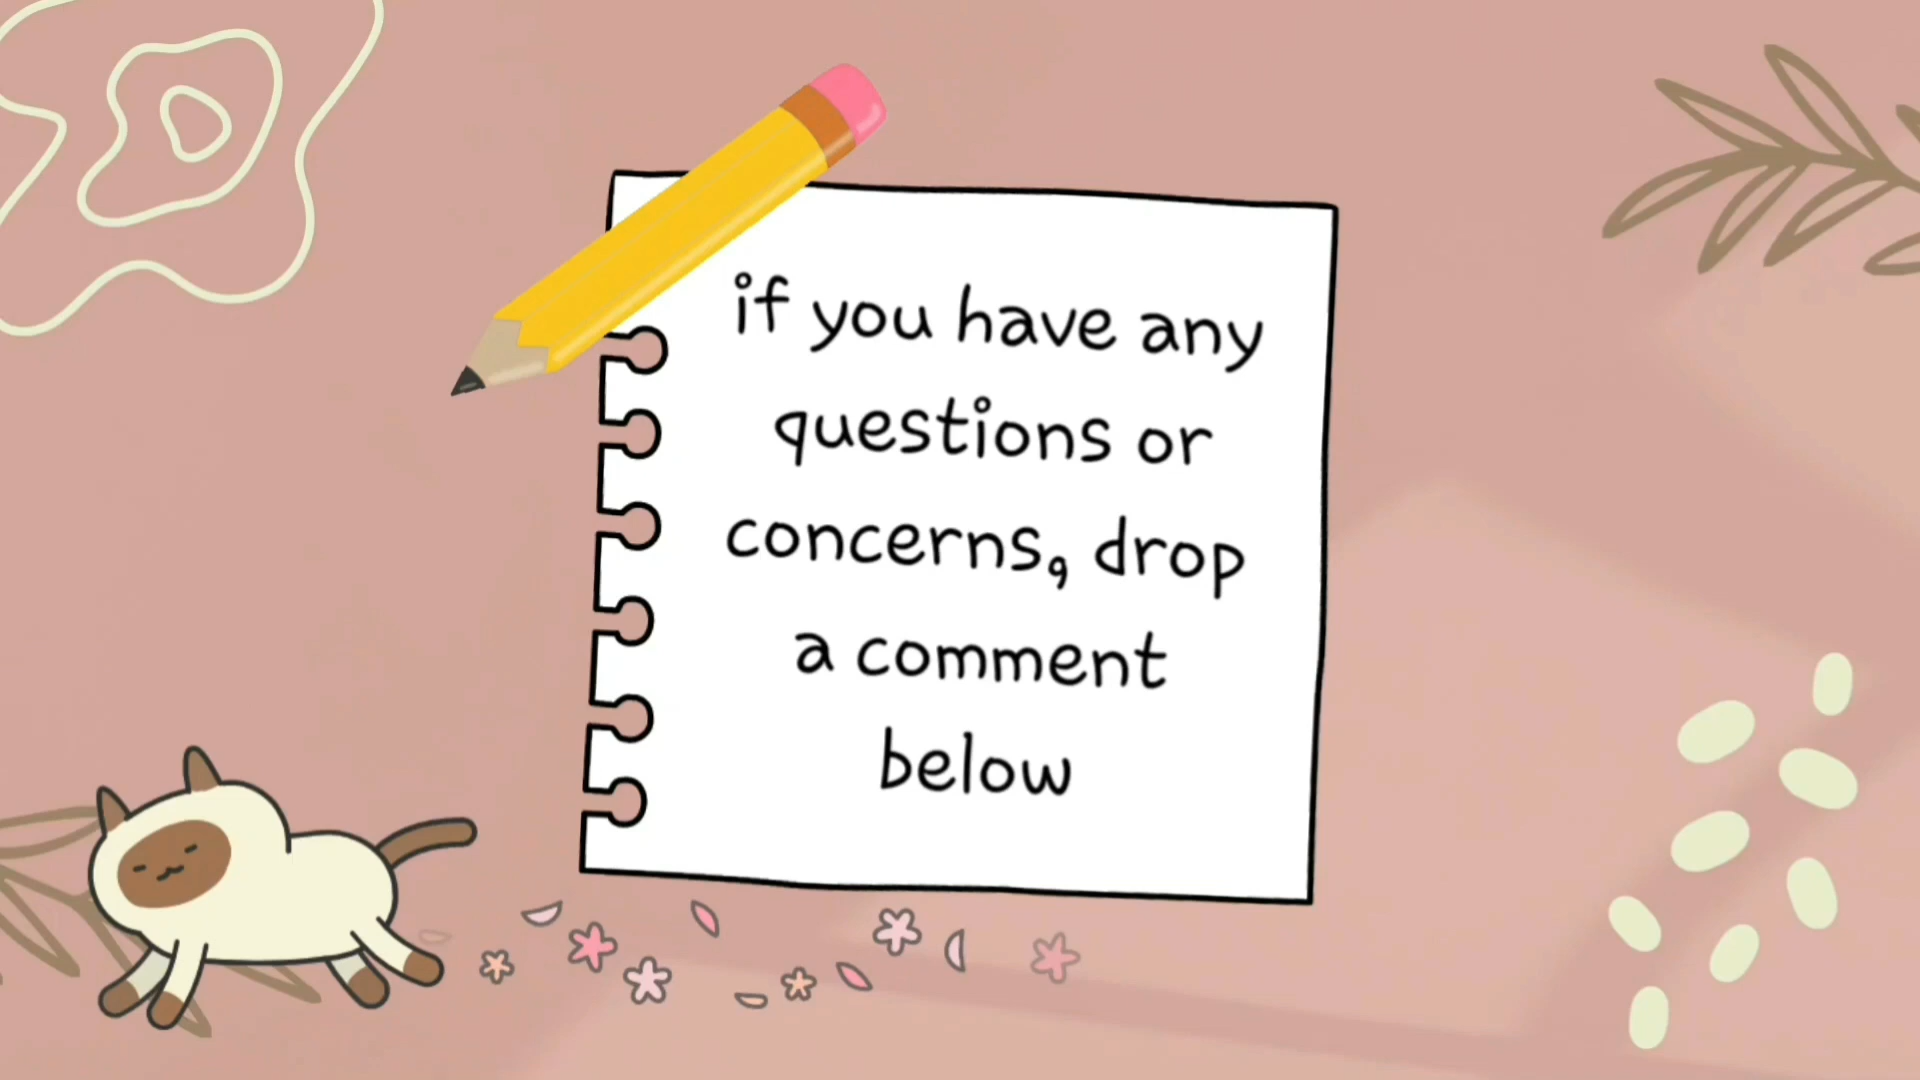 if you have any
questions or
concerns, drop
a comment
below